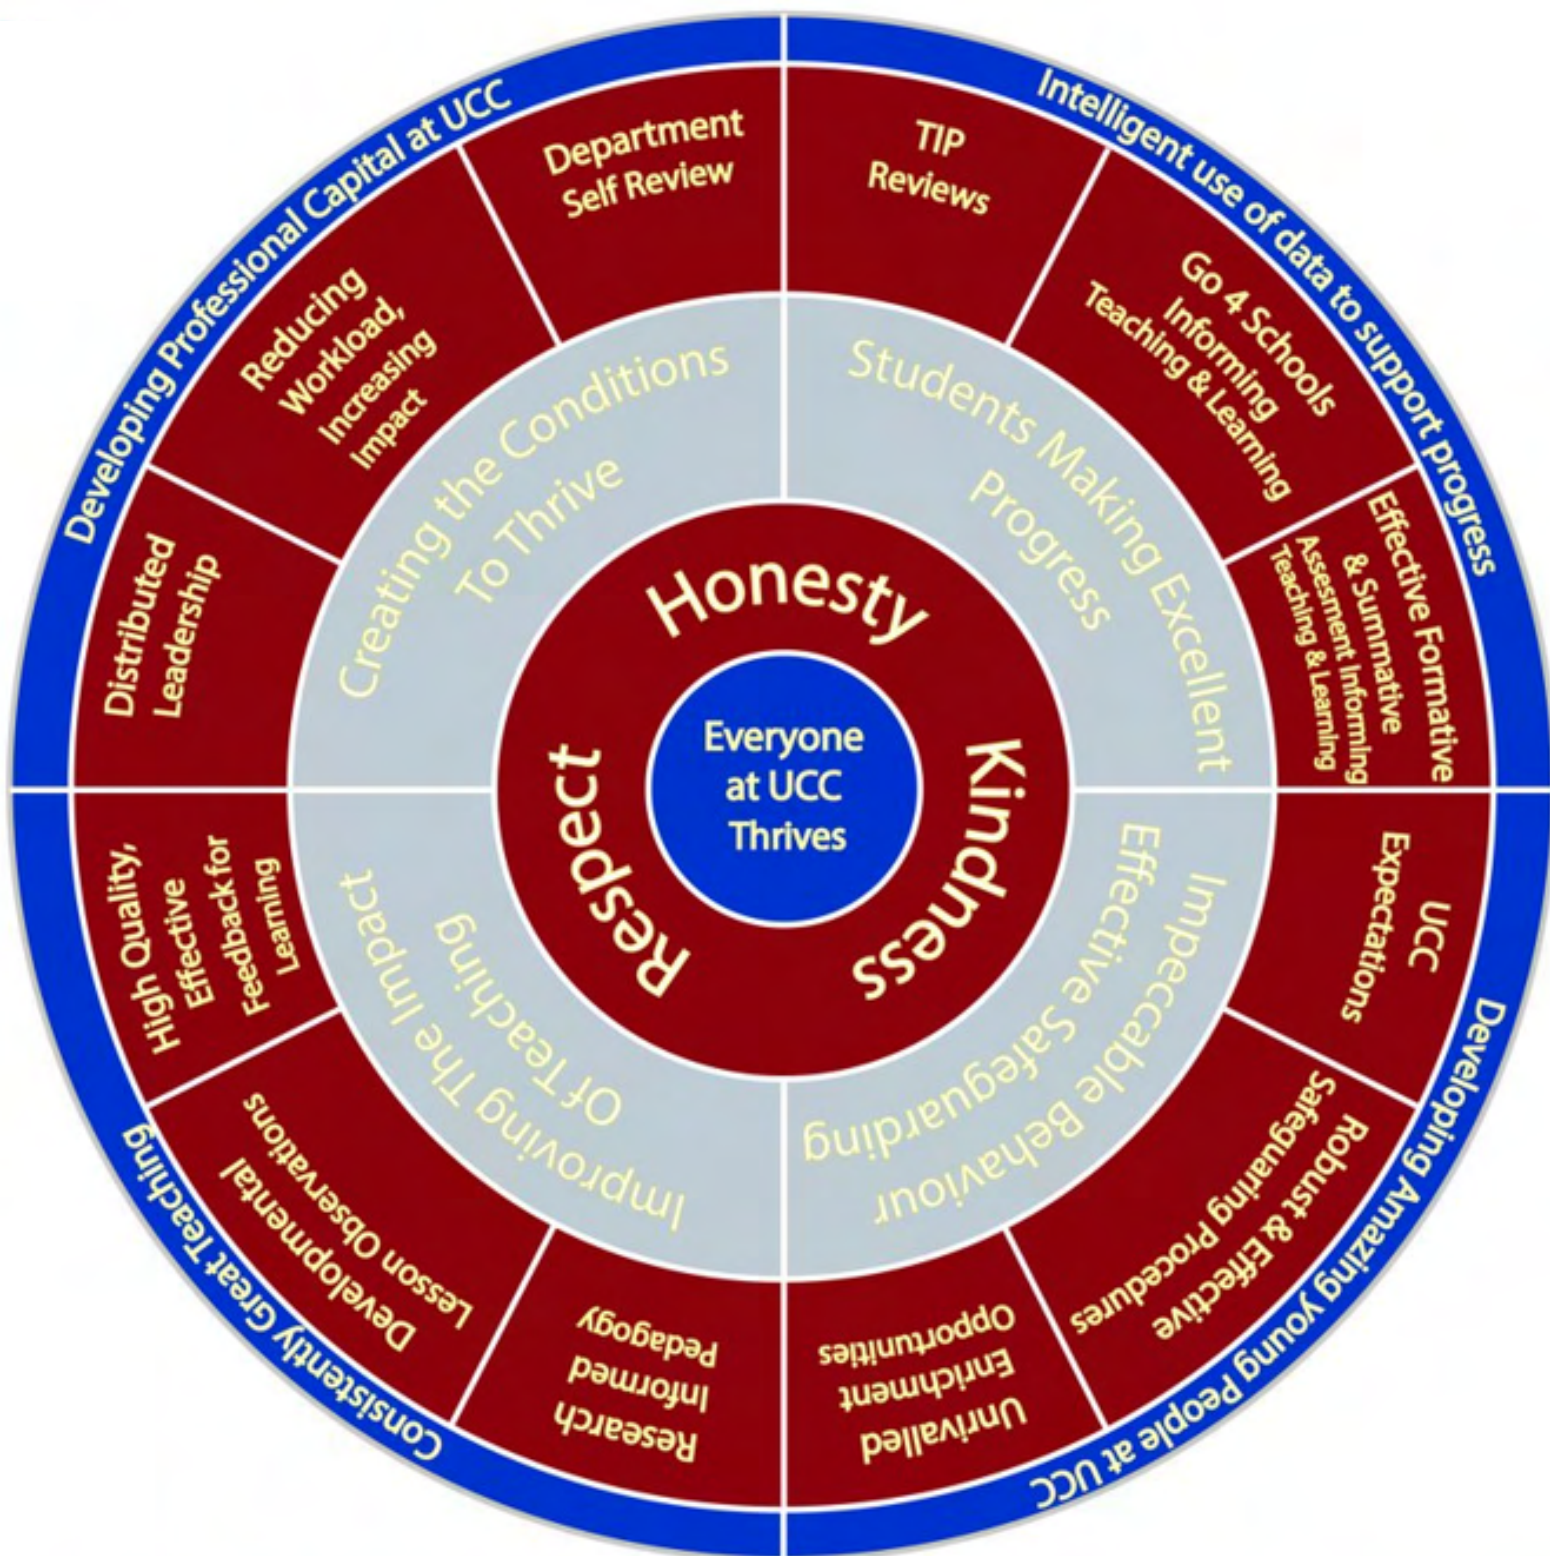 Everyone
at UCC
Thrives
Honesty
Kindness
Respect
Creating the Conditions
To Thrive
Students Making Excellent
Progress
Impeccable Behaviour
Effective Safeguarding
Improving The Impact
Of Teaching
Department
Self Review
TIP
Reviews
Go 4 Schools
Informing
Teaching & Learning
Effective Formative
& Summative
Assesment Informing
Teaching & Learning
UCC
Expectations
Robust & Effective
Safeguaring Procedures
Unrivalled
Enrichment
Opportunities
Research
Informed
Pedagogy
Developmental
Lesson Observations
High Quality,
Effective
Feedback for
Learning
Distributed
Leadership
Reducing
Workload,
Increasing
Impact
Developing Professional Capital at UCC
Intelligent use of data to support progress
Developing Amazing young People at UCC
Consistently Great Teaching